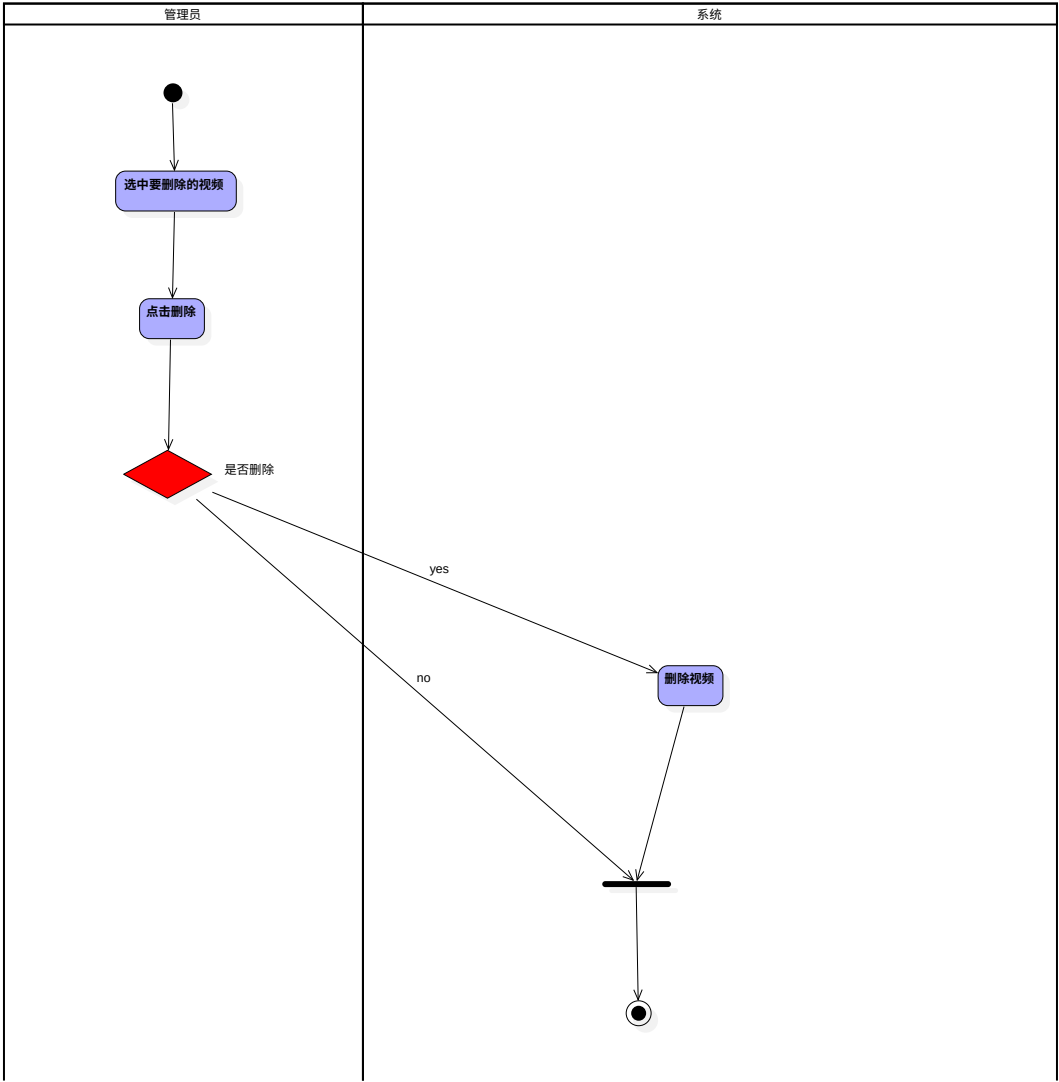 管理员
系统
选中要删除的视频
点击删除
是否删除
yes
删除视频
no